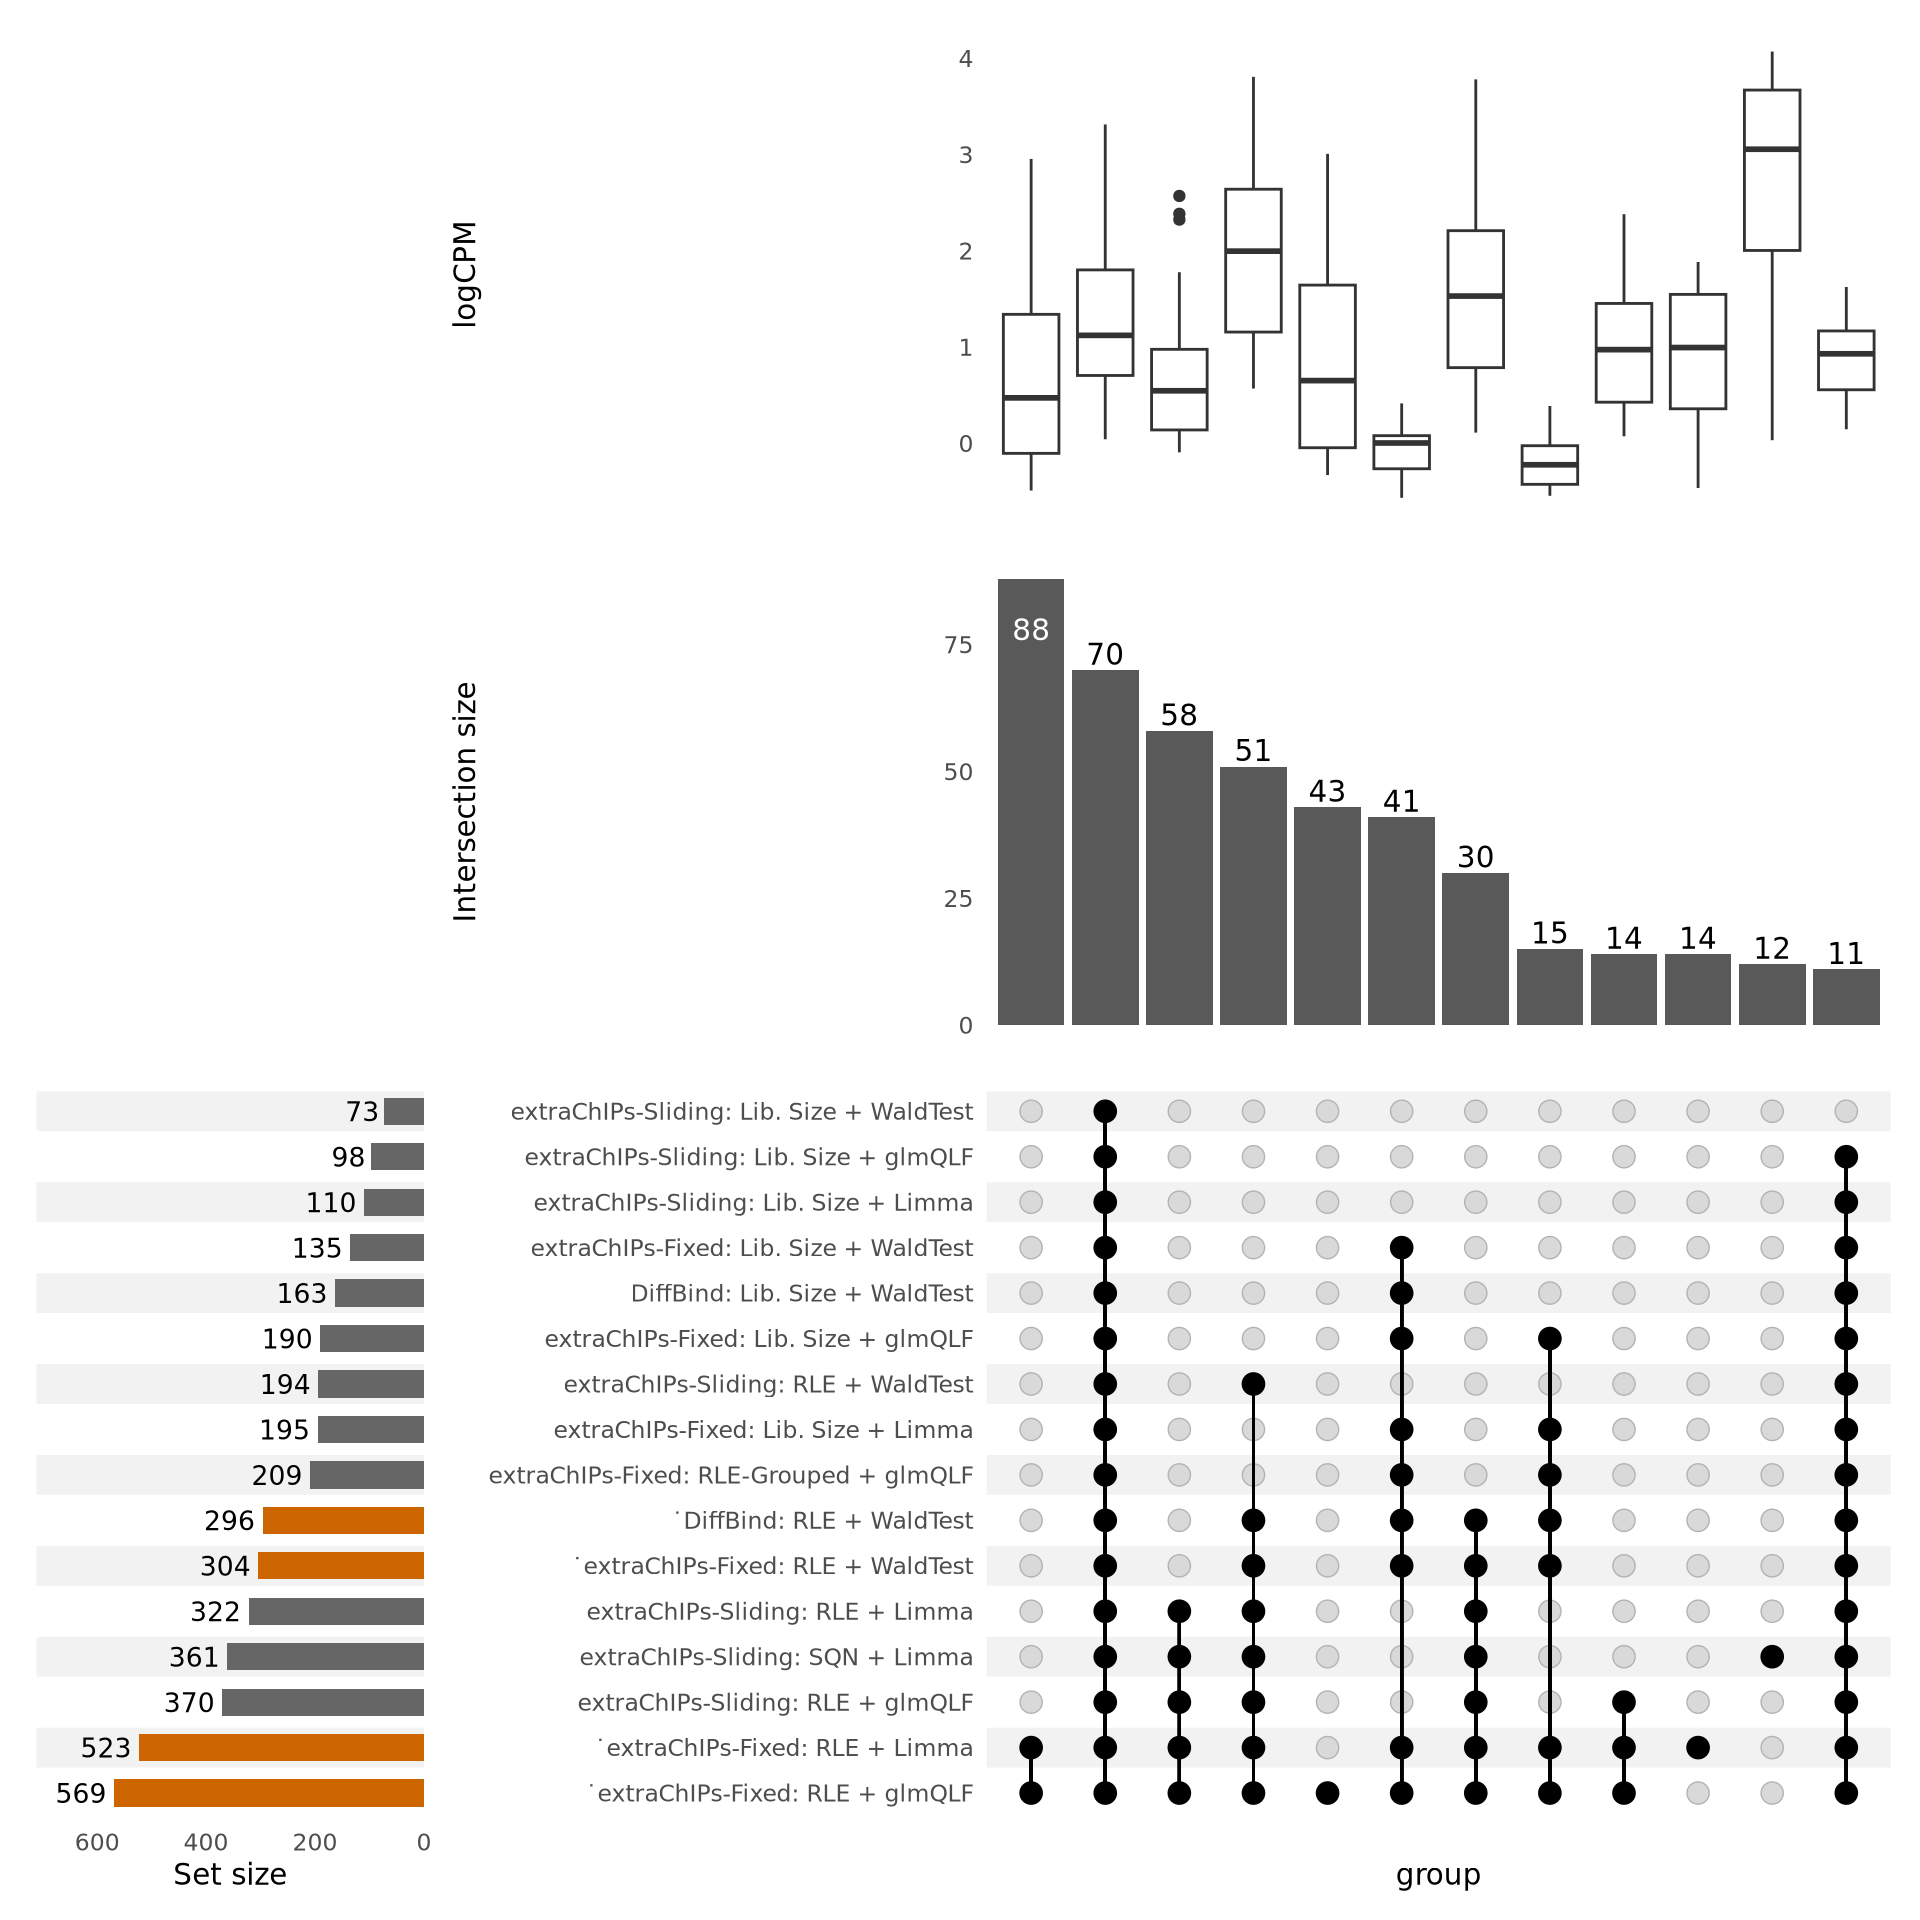 4
3
2
1
0
logCPM
88
70
58
51
43
41
30
15
14
14
12
11
75
50
25
0
Intersection size
73 extraChIPs-Sliding: Lib. Size + WaldTest
98 extraChIPs-Sliding: Lib. Size + glmQLF
110 extraChIPs-Sliding: Lib. Size + Limma
135 extraChIPs-Fixed: Lib. Size + WaldTest
163 DiffBind: Lib. Size + WaldTest
190 extraChIPs-Fixed: Lib. Size + glmQLF
194 extraChIPs-Sliding: RLE + WaldTest
195 extraChIPs-Fixed: Lib. Size + Limma
209 extraChIPs-Fixed: RLE-Grouped + glmQLF
296 ˙DiffBind: RLE + WaldTest
304 ˙extraChIPs-Fixed: RLE + WaldTest
322 extraChIPs-Sliding: RLE + Limma
361 extraChIPs-Sliding: SQN + Limma
370 extraChIPs-Sliding: RLE + glmQLF
523 ˙extraChIPs-Fixed: RLE + Limma
569 ˙extraChIPs-Fixed: RLE + glmQLF
600 400 200 0
Set size
group